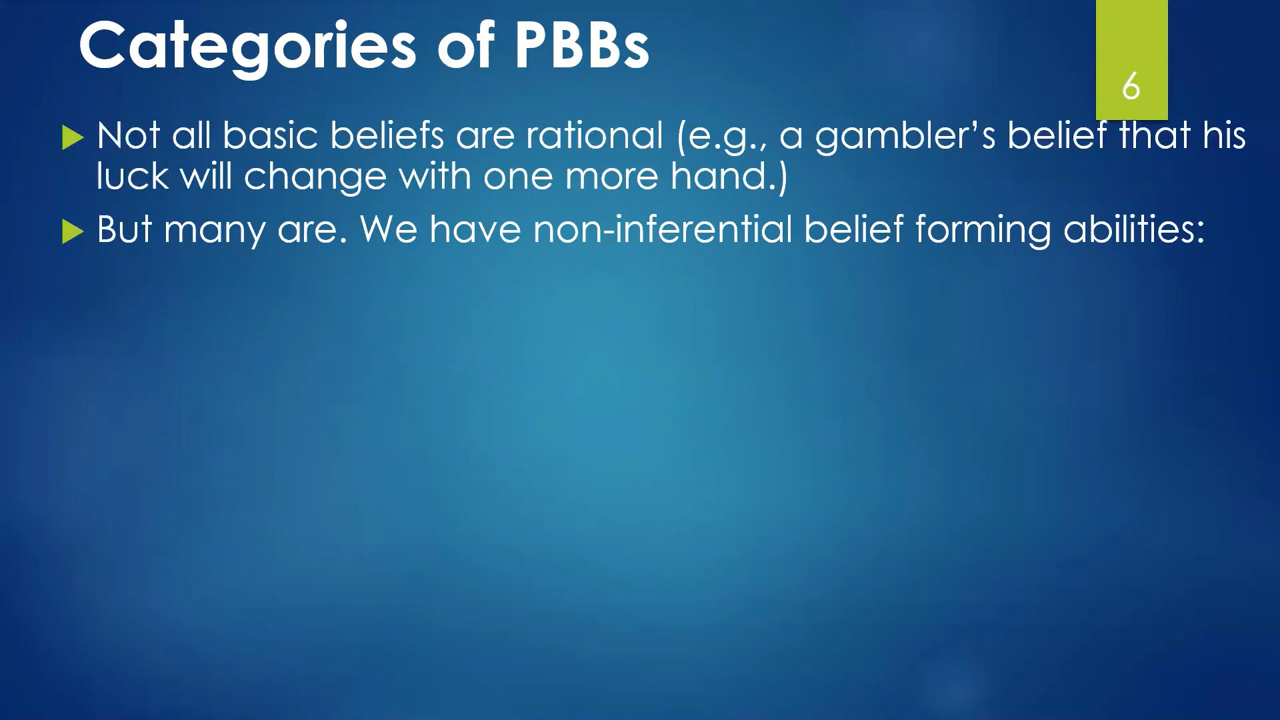 Categories of PBBs
6
Not all basic beliefs are rational (e.g., a gambler’s belief that his
luck will change with one more hand.)
But many are. We have non-inferential belief forming abilities: